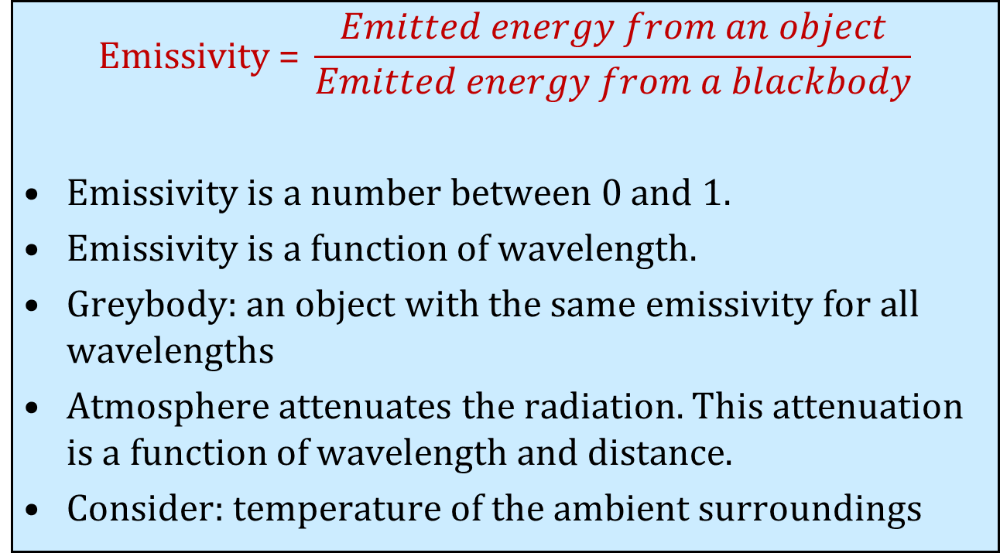 Emissivity = Emitted energy from an object
Emitted energy from a blackbody
• Emissivity is a number between 0 and 1.
• Emissivity is a function of wavelength.
• Greybody: an object with the same emissivity for all
wavelengths
• Atmosphere attenuates the radiation. This attenuation
is a function of wavelength and distance.
• Consider: temperature of the ambient surroundings